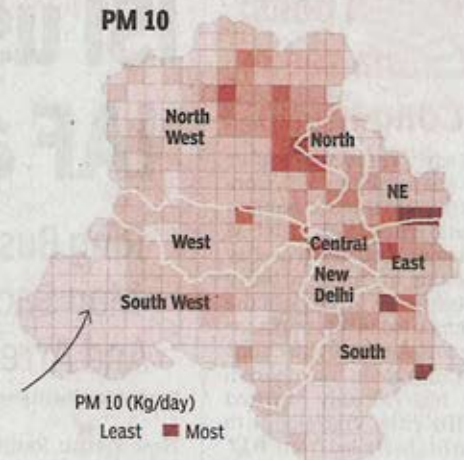 PM 10
North
West
North
NE
West
Central
East
New
Delhi
South West
South
PM 10 (Kg/day)
Least Most